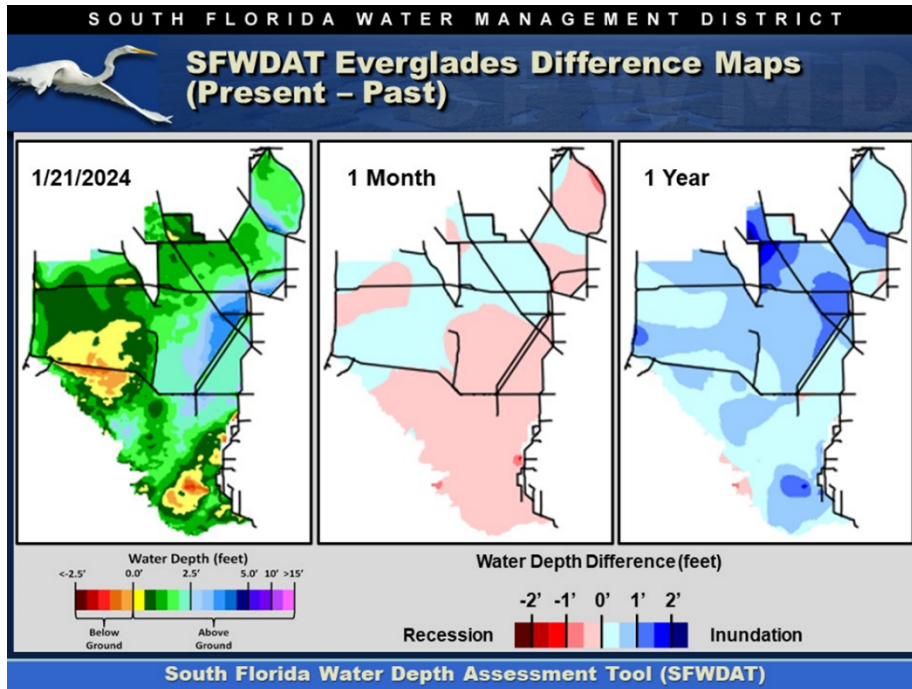 SOUTH FLORIDA WATER MANAGEMENT DISTRICT
SFWDAT Everglades Difference Maps
(Present – Past)
SFWMD
1/21/2024
1 Month
1 Year
Water Depth (feet)
<-2.5' 0.0' 2.5' 5.0' 10' >15'
Below
Ground
Above
Ground
Water Depth Difference (feet)
-2' -1' 0' 1' 2'
Recession
Inundation
South Florida Water Depth Assessment Tool (SFWDAT)